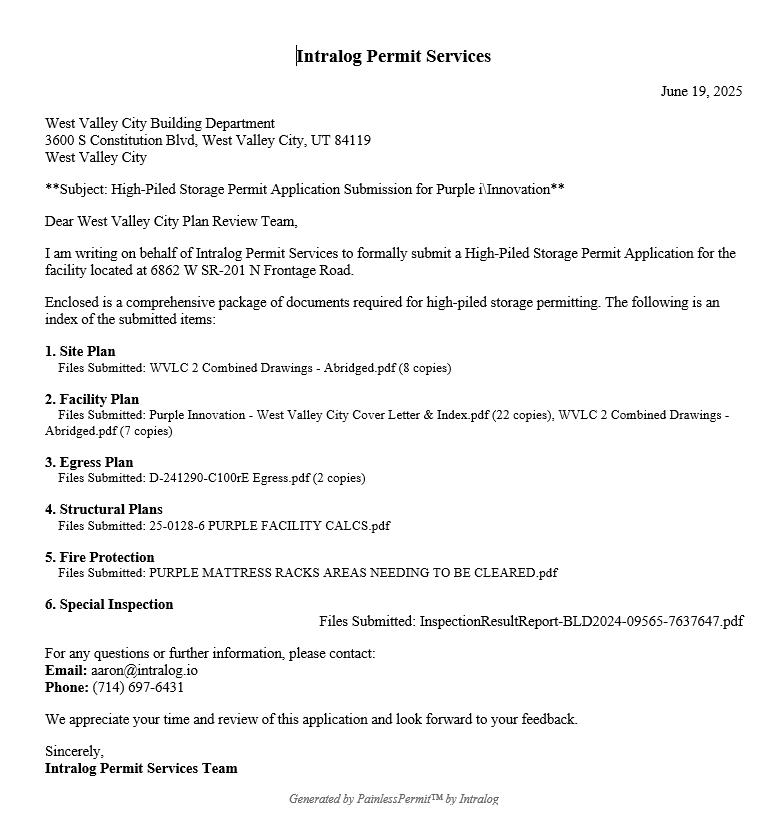 Intralog Permit Services
June 19, 2025
West Valley City Building Department
3600 S Constitution Blvd, West Valley City, UT 84119
West Valley City
**Subject: High-Piled Storage Permit Application Submission for Purple i\Innovation**
Dear West Valley City Plan Review Team,
I am writing on behalf of Intralog Permit Services to formally submit a High-Piled Storage Permit Application for the
facility located at 6862 W SR-201 N Frontage Road.
Enclosed is a comprehensive package of documents required for high-piled storage permitting. The following is an
index of the submitted items:
1. Site Plan
Files Submitted: WVLC 2 Combined Drawings - Abridged.pdf (8 copies)
2. Facility Plan
Files Submitted: Purple Innovation - West Valley City Cover Letter & Index.pdf (22 copies), WVLC 2 Combined Drawings -
Abridged.pdf (7 copies)
3. Egress Plan
Files Submitted: D-241290-C100rE Egress.pdf (2 copies)
4. Structural Plans
Files Submitted: 25-0128-6 PURPLE FACILITY CALCS.pdf
5. Fire Protection
Files Submitted: PURPLE MATTRESS RACKS AREAS NEEDING TO BE CLEARED.pdf
6. Special Inspection
Files Submitted: InspectionResultReport-BLD2024-09565-7637647.pdf
For any questions or further information, please contact:
Email: aaron@intralog.io
Phone: (714) 697-6431
We appreciate your time and review of this application and look forward to your feedback.
Sincerely,
Intralog Permit Services Team
Generated by PainlessPermit™ by Intralog